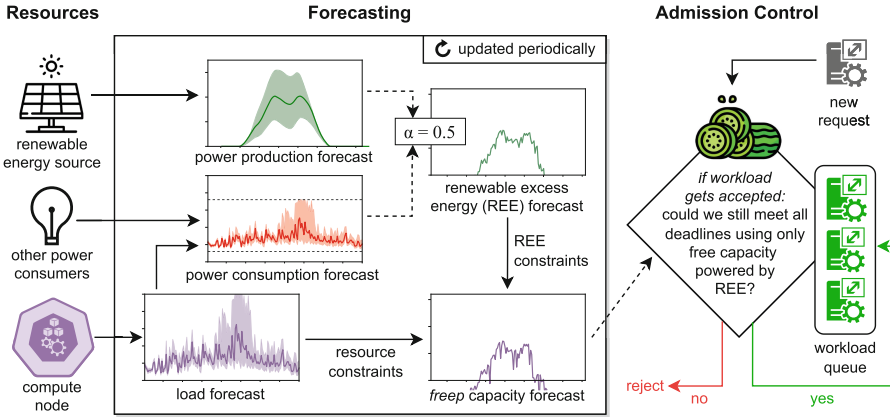 Resources
Forecasting
Admission Control
updated periodically
renewable
energy source
power production forecast
α = 0.5
renewable excess
energy (REE) forecast
new
request
other power
consumers
power consumption forecast
REE
constraints
if workload
gets accepted:
could we still meet all
deadlines using only
free capacity
powered by
REE?
compute
node
load forecast
resource
constraints
freep capacity forecast
workload
queue
reject
no
yes